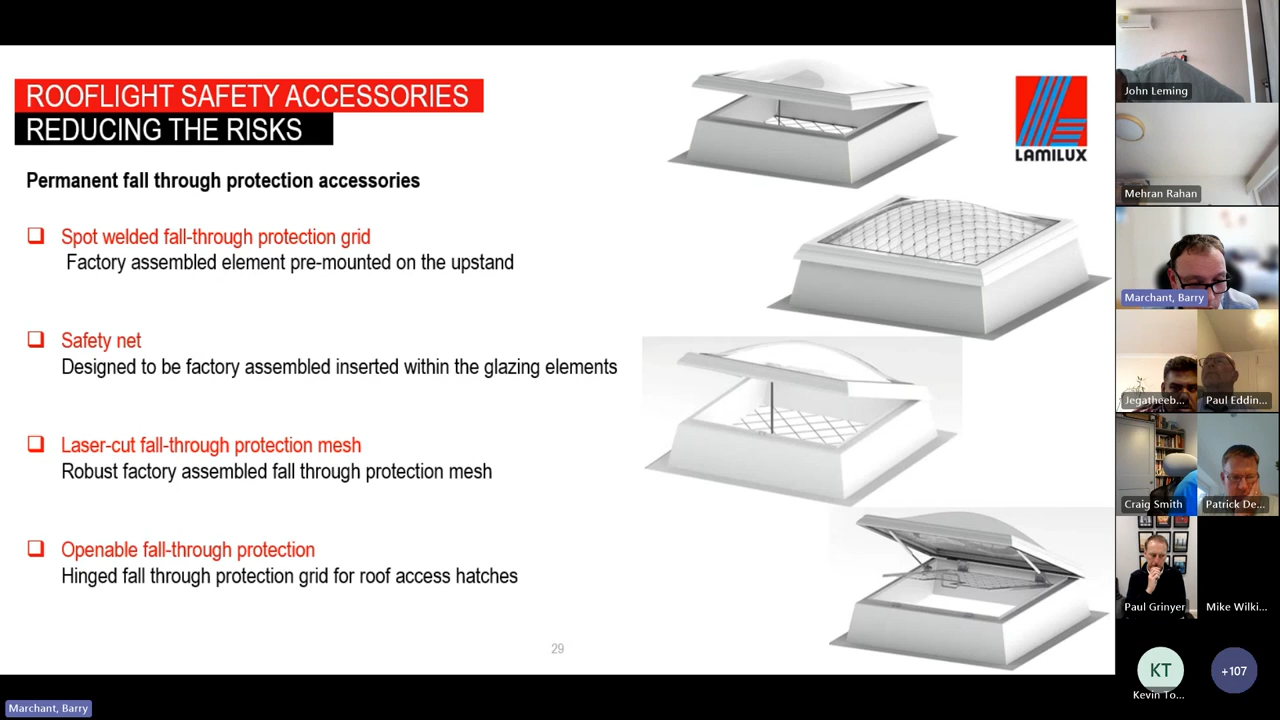 ROOFLIGHT SAFETY ACCESSORIES
REDUCING THE RISKS
LAMILUX
Permanent fall through protection accessories
Spot welded fall-through protection grid
Factory assembled element pre-mounted on the upstand
Safety net
Designed to be factory assembled inserted within the glazing elements
Laser-cut fall-through protection mesh
Robust factory assembled fall through protection mesh
Openable fall-through protection
Hinged fall through protection grid for roof access hatches
29
John Leming
Mehran Rahan
Marchant, Barry
Jegatheeb...
Paul Eddin...
Craig Smith
Patrick De...
Paul Grinyer
Mike Wilki...
KT
Kevin To...
+107
Marchant, Barry